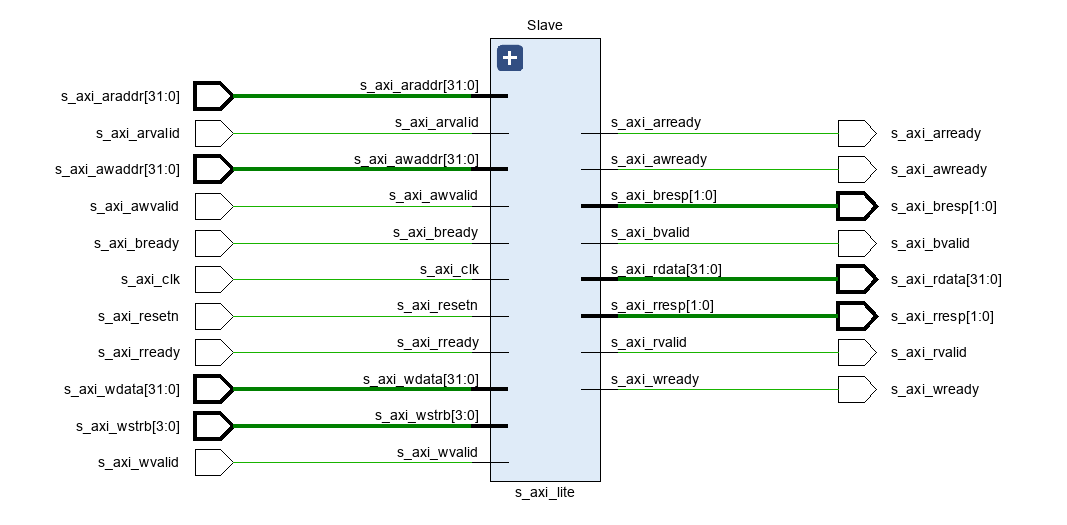 Slave
s_axi_araddr[31:0] s_axi_araddr[31:0]
s_axi_arvalid s_axi_arvalid s_axi_arready s_axi_arready
s_axi_awaddr[31:0] s_axi_awaddr[31:0] s_axi_awready s_axi_awready
s_axi_awvalid s_axi_awvalid s_axi_bresp[1:0] s_axi_bresp[1:0]
s_axi_bready s_axi_bready s_axi_bvalid s_axi_bvalid
s_axi_clk s_axi_clk s_axi_rdata[31:0] s_axi_rdata[31:0]
s_axi_resetn s_axi_resetn s_axi_rresp[1:0] s_axi_rresp[1:0]
s_axi_rready s_axi_rready s_axi_rvalid s_axi_rvalid
s_axi_wdata[31:0] s_axi_wdata[31:0] s_axi_wready s_axi_wready
s_axi_wstrb[3:0] s_axi_wstrb[3:0]
s_axi_wvalid s_axi_wvalid
s_axi_lite